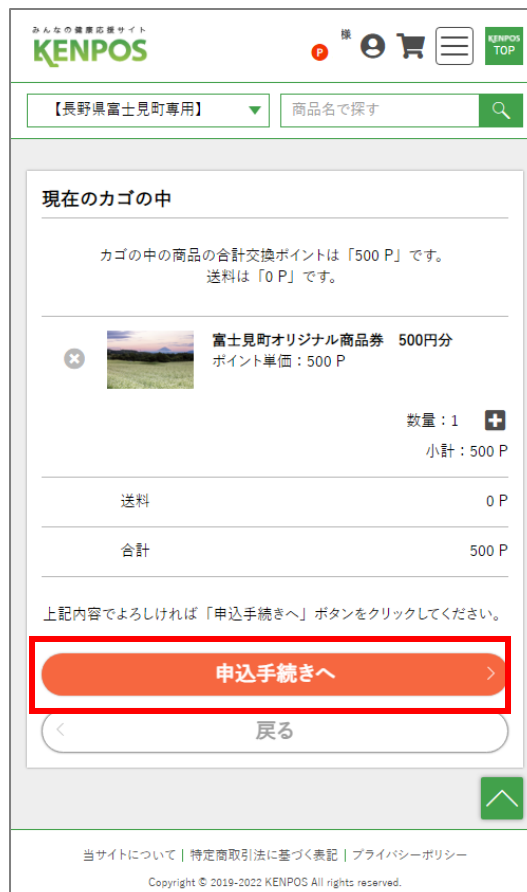 みんなの健康応援サイト
KENPOS
P
様
KENPOS
TOP
【長野県富士見町専用】 ▼
商品名で探す
現在のカゴの中
カゴの中の商品の合計交換ポイントは「500 P」です。
送料は「0 P」です。
富士見町オリジナル商品券 500円分
ポイント単価：500 P
数量：1
小計：500 P
送料 0 P
合計 500 P
上記内容でよろしければ「申込手続きへ」ボタンをクリックしてください。
申込手続きへ
戻る
当サイトについて | 特定商取引法に基づく表記 | プライバシーポリシー
Copyright © 2019-2022 KENPOS All rights reserved.